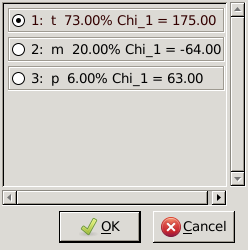 1: t 73.00% Chi_1 = 175.00
2: m 20.00% Chi_1 = -64.00
3: p 6.00% Chi_1 = 63.00
OK Cancel